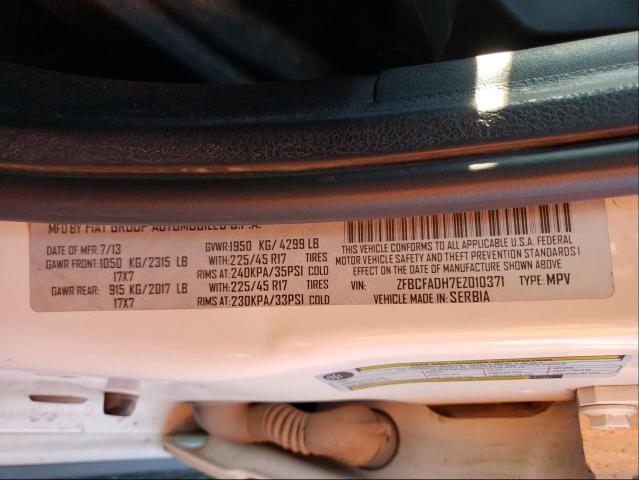 MFD BY FIAT GROUP AUTOMOBILES S.P.A.
DATE OF MFR 7/13 GVWR:1950 KG/ 4299 LB
GAWR FRONT:1050 KG/2315 LB WITH:225/45 R17 TIRES
17X7 RIMS AT:240KPA/35PSI COLD
GAWR REAR: 915 KG/2017 LB WITH:225/45 R17 TIRES
17X7 RIMS AT:230KPA/33PSI COLD
THIS VEHICLE CONFORMS TO ALL APPLICABLE U.S.A. FEDERAL
MOTOR VEHICLE SAFETY AND THEFT PREVENTION STANDARDS I
EFFECT ON THE DATE OF MANUFACTURE SHOWN ABOVE.
VIN: ZFBCFADH7EZ010371 TYPE: MPV
VEHICLE MADE IN: SERBIA